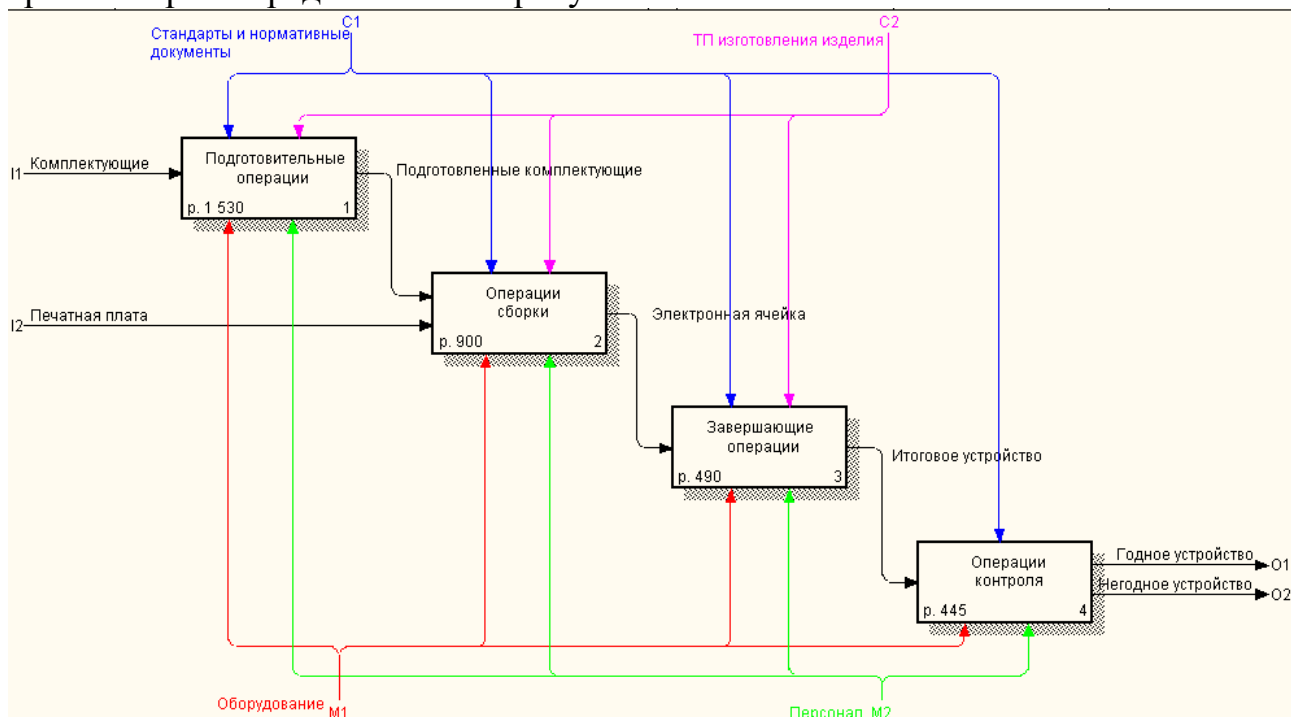 C1
C2
Стандарты и нормативные
документы
ТП изготовления изделия
Подготовительные
операции
р. 1 530
1
I1
Комплектующие
Подготовленные комплектующие
Операции
сборки
р. 900
2
I2
Печатная плата
Электронная ячейка
Завершающие
операции
р. 490
3
Итоговое устройство
Операции
контроля
р. 445
4
Годное устройство
O1
Негодное устройство
O2
Оборудование
M1
Персонал
M2